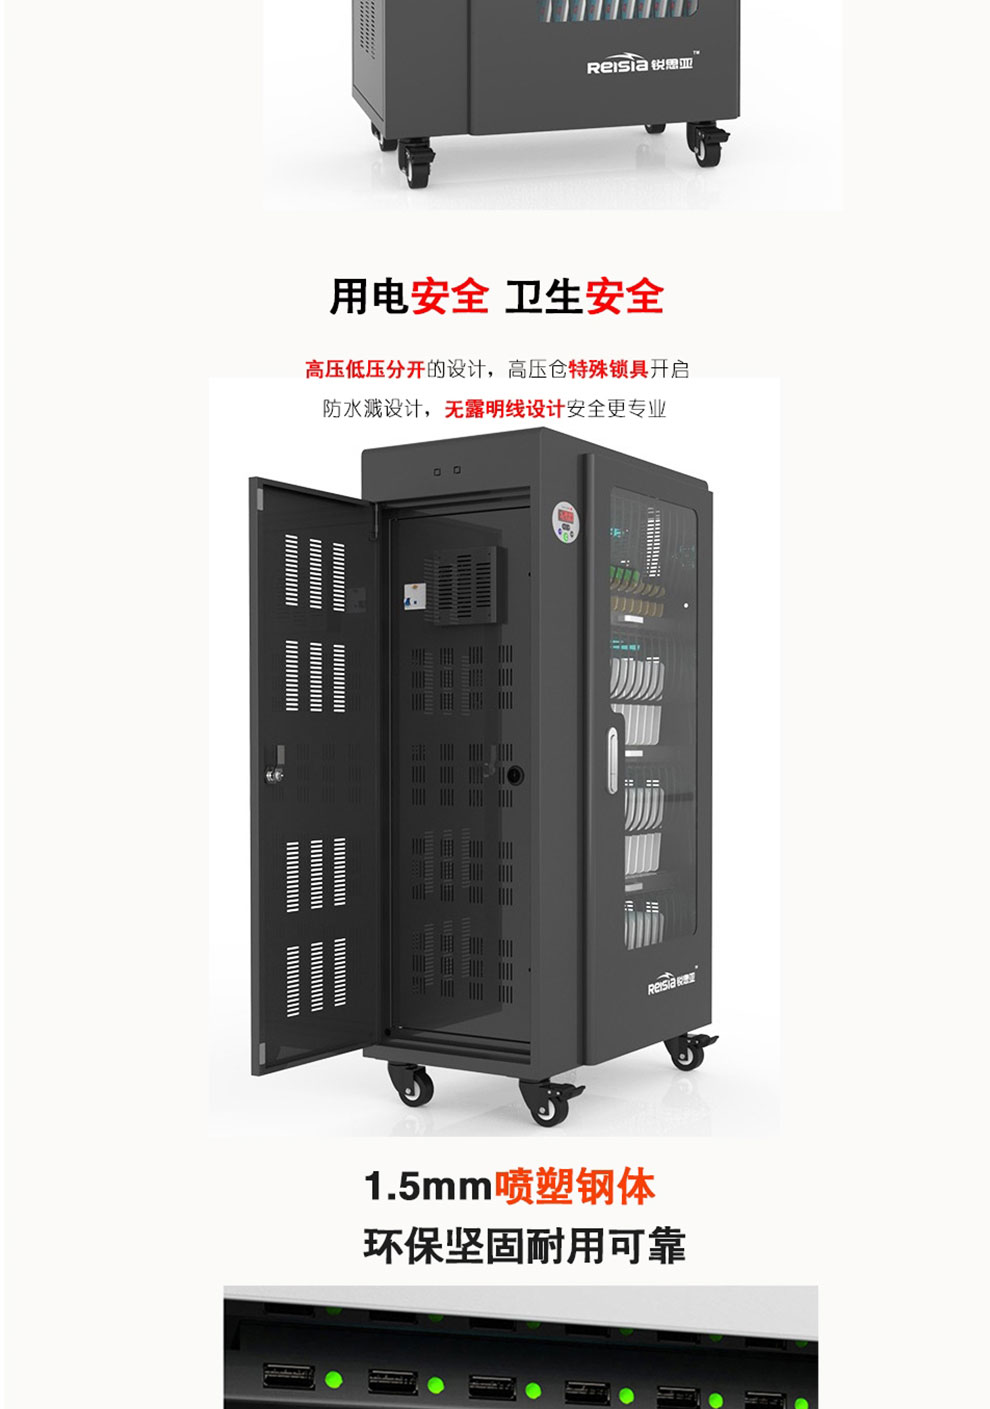 ReISIa 锐思亚™
用电安全 卫生安全
高压低压分开的设计，高压仓特殊锁具开启
防水溅设计，无露明线设计安全更专业
ReISIa 锐思亚
1.5mm喷塑钢体
环保坚固耐用可靠